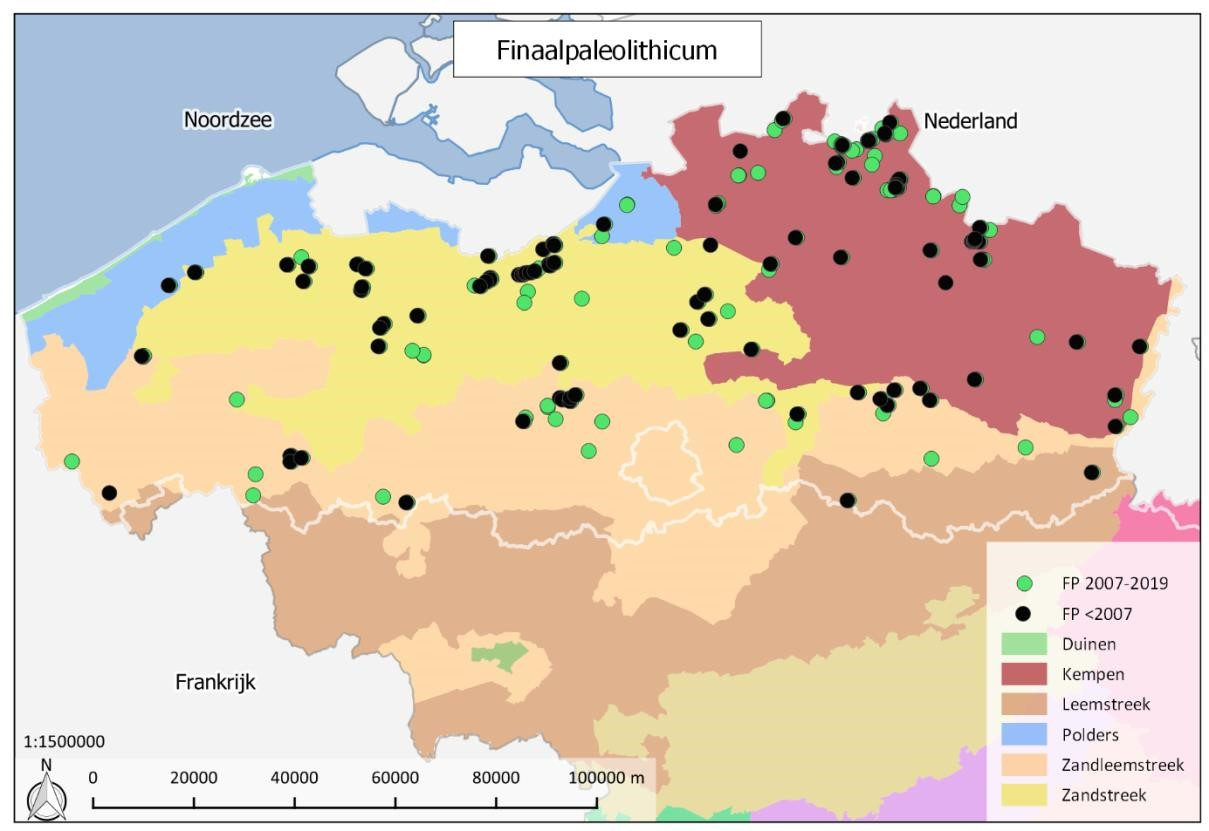 Finaalpaleolithicum
Noordzee
Nederland
Frankrijk
FP 2007-2019
FP <2007
Duinen
Kempen
Leemstreek
Polders
Zandleemstreek
Zandstreek
1:1500000
N
0 20000 40000 60000 80000 100000 m